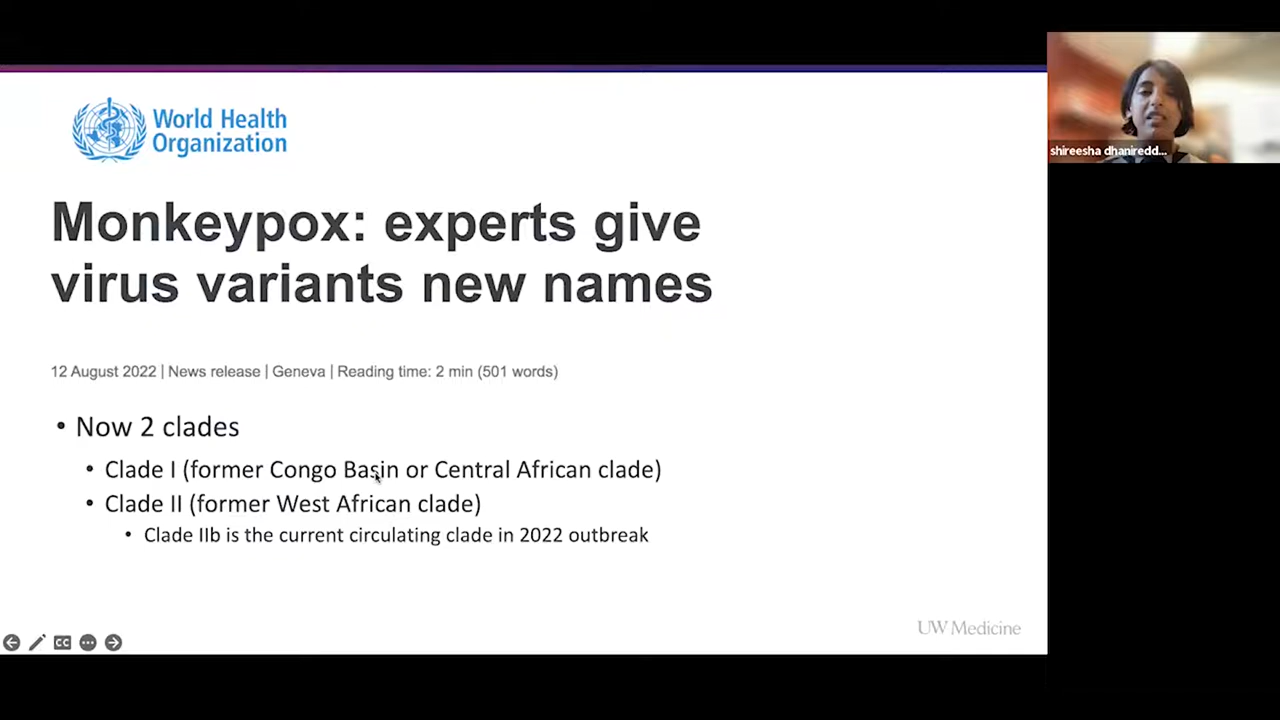 World Health
Organization
shireesha dhaniredd...
Monkeypox: experts give
virus variants new names
12 August 2022 | News release | Geneva | Reading time: 2 min (501 words)
• Now 2 clades
• Clade I (former Congo Basin or Central African clade)
• Clade II (former West African clade)
• Clade IIb is the current circulating clade in 2022 outbreak
UW Medicine
CC